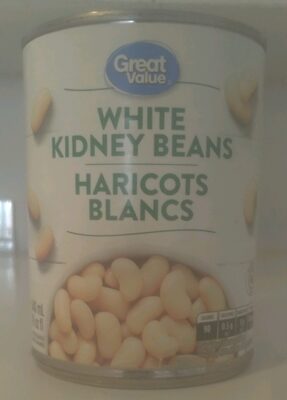 Great
Value
WHITE
KIDNEY BEANS
HARICOTS
BLANCS